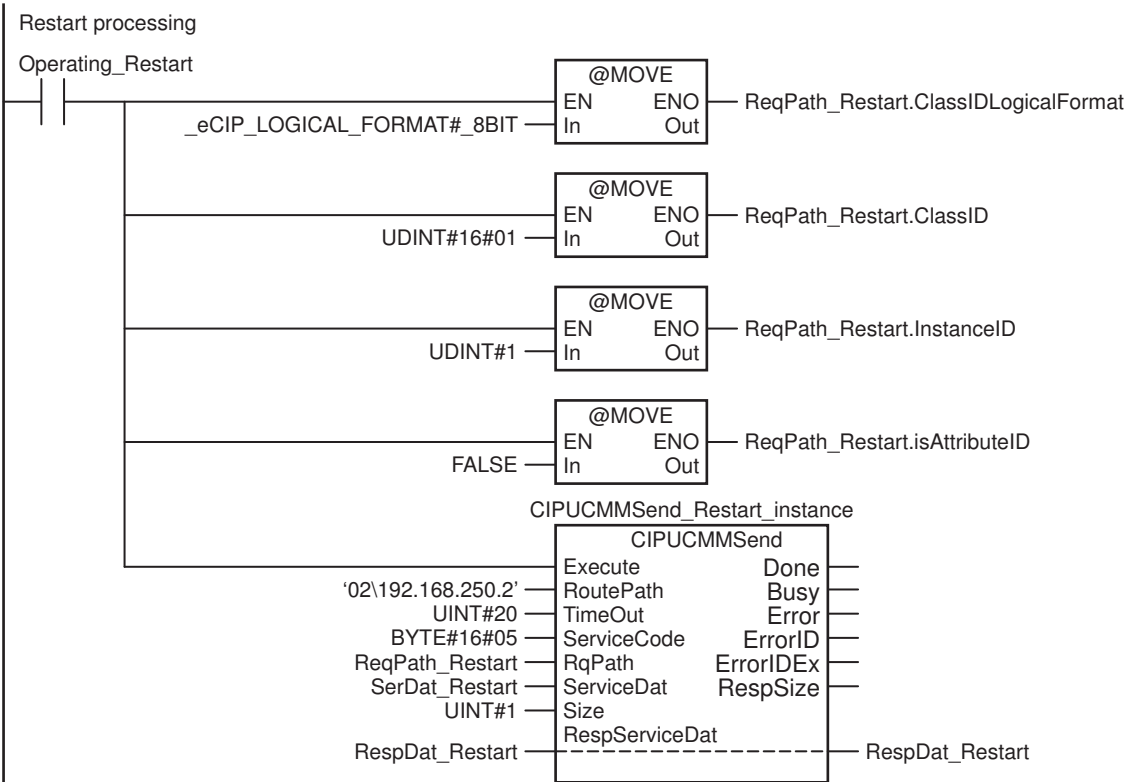 Restart processing
Operating_Restart
@MOVE
EN ENO ReqPath_Restart.ClassIDLogicalFormat
_eCIP_LOGICAL_FORMAT#_8BIT In Out
@MOVE
EN ENO ReqPath_Restart.ClassID
UDINT#16#01 In Out
@MOVE
EN ENO ReqPath_Restart.InstanceID
UDINT#1 In Out
@MOVE
EN ENO ReqPath_Restart.isAttributeID
FALSE In Out
CIPUCMMSend_Restart_instance
CIPUCMMSend
Execute Done
‘02\192.168.250.2’ RoutePath Busy
UINT#20 TimeOut Error
BYTE#16#05 ServiceCode ErrorID
ReqPath_Restart RqPath ErrorIDEx
SerDat_Restart ServiceDat RespSize
UINT#1 Size
RespServiceDat
RespDat_Restart RespDat_Restart